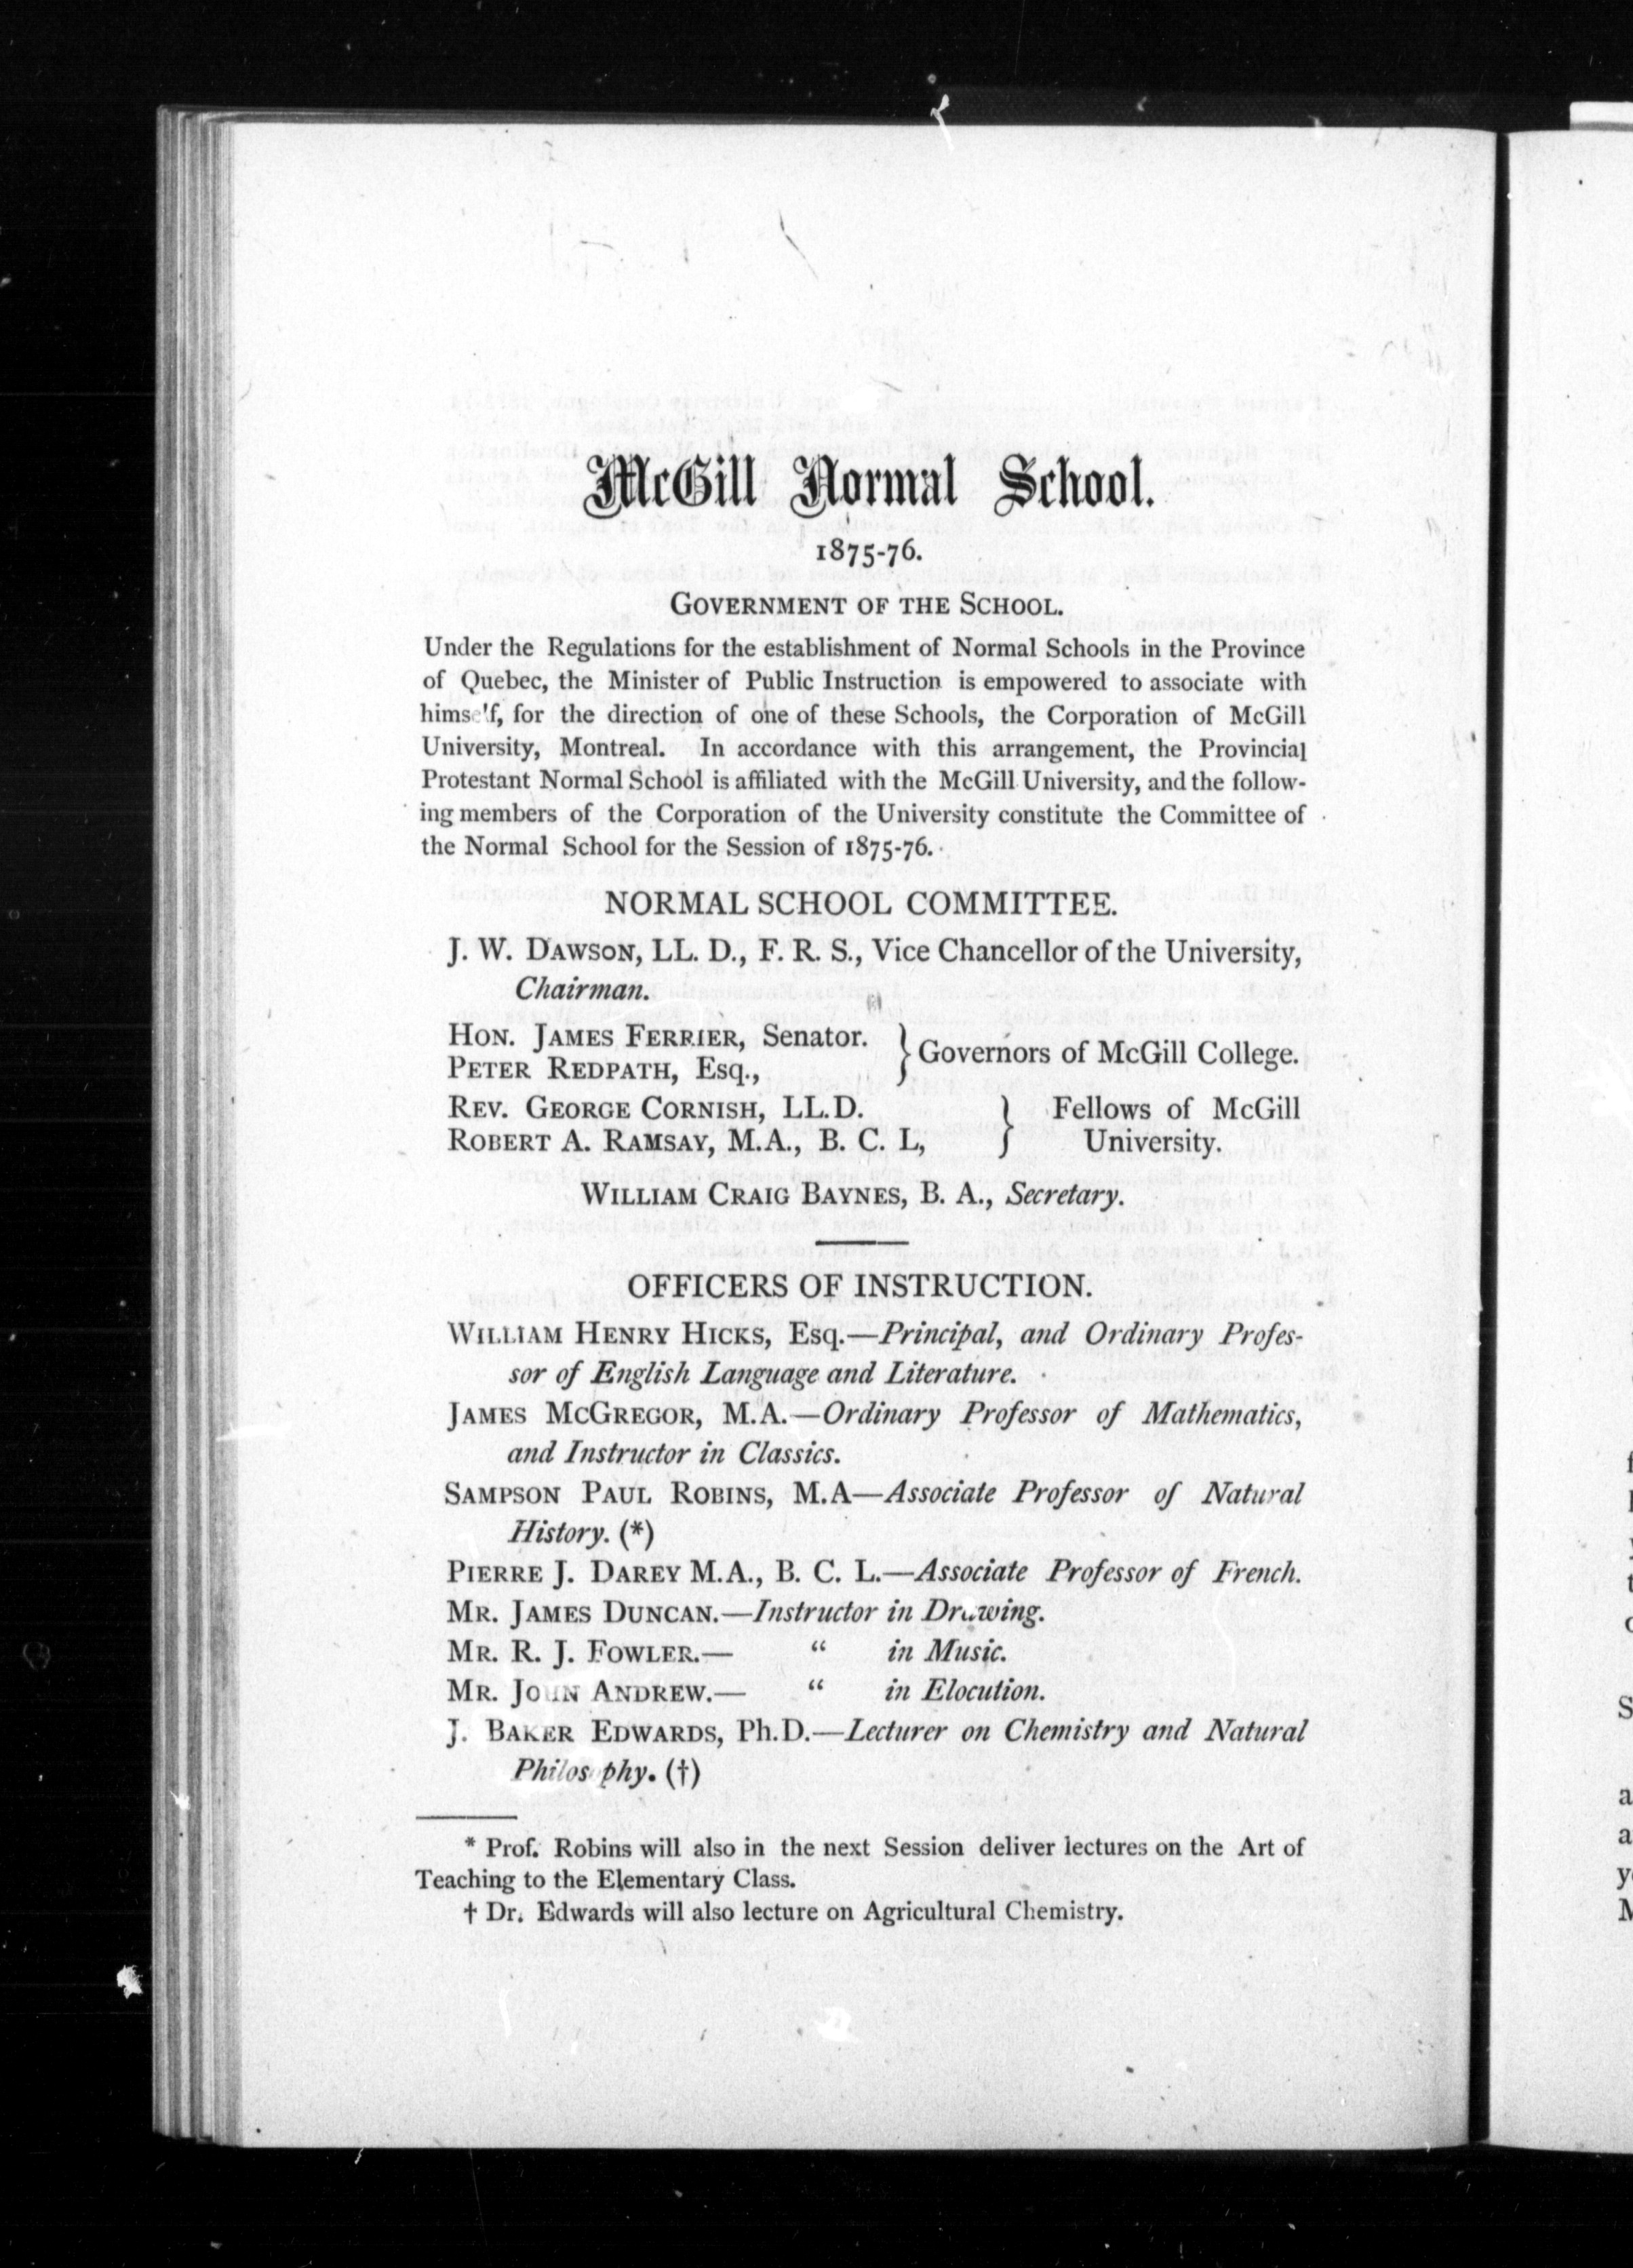 McGill Normal School.
1875-76.
GOVERNMENT OF THE SCHOOL.
Under the Regulations for the establishment of Normal Schools in the Province
of Quebec, the Minister of Public Instruction is empowered to associate with
himself, for the direction of one of these Schools, the Corporation of McGill
University, Montreal. In accordance with this arrangement, the Provincial
Protestant Normal School is affiliated with the McGill University, and the follow-
ing members of the Corporation of the University constitute the Committee of
the Normal School for the Session of 1875-76.
NORMAL SCHOOL COMMITTEE.
J. W. DAWSON, LL. D., F. R. S., Vice Chancellor of the University,
Chairman.
HON. JAMES FERRIER, Senator.
PETER REDPATH, Esq.,
} Governors of McGill College.
REV. GEORGE CORNISH, LL.D.
ROBERT A. RAMSAY, M.A., B. C. L,
} Fellows of McGill
University.
WILLIAM CRAIG BAYNES, B. A., Secretary.
OFFICERS OF INSTRUCTION.
WILLIAM HENRY HICKS, Esq.—Principal, and Ordinary Profes-
sor of English Language and Literature.
JAMES MCGREGOR, M.A.—Ordinary Professor of Mathematics,
and Instructor in Classics.
SAMPSON PAUL ROBINS, M.A—Associate Professor of Natural
History. (*)
PIERRE J. DAREY M.A., B. C. L.—Associate Professor of French.
MR. JAMES DUNCAN.—Instructor in Drawing.
MR. R. J. FOWLER.— “ in Music.
MR. JOHN ANDREW.— “ in Elocution.
J. BAKER EDWARDS, Ph.D.—Lecturer on Chemistry and Natural
Philosophy. (†)
* Prof. Robins will also in the next Session deliver lectures on the Art of
Teaching to the Elementary Class.
† Dr. Edwards will also lecture on Agricultural Chemistry.